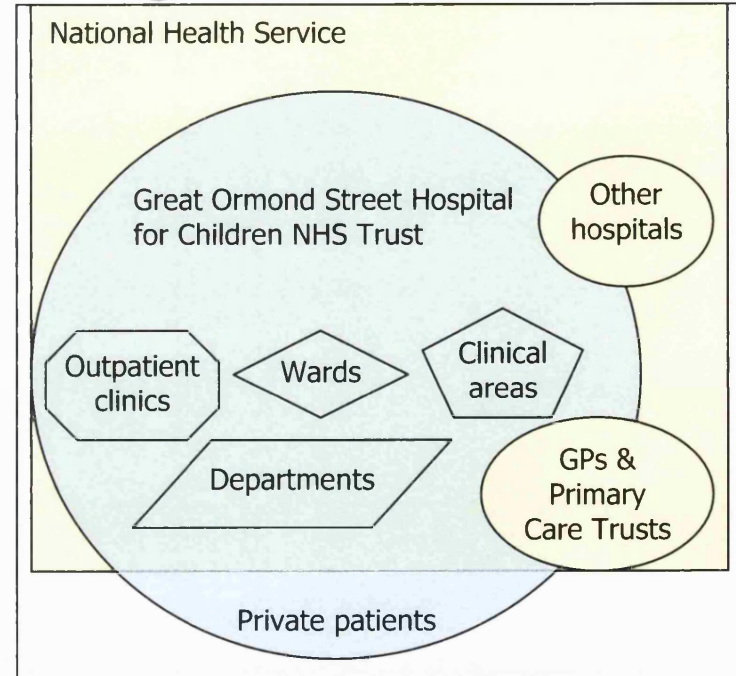 National Health Service
Great Ormond Street Hospital
for Children NHS Trust
Other
hospitals
Outpatient
clinics
Wards
Clinical
areas
Departments
GPs &
Primary
Care Trusts
Private patients